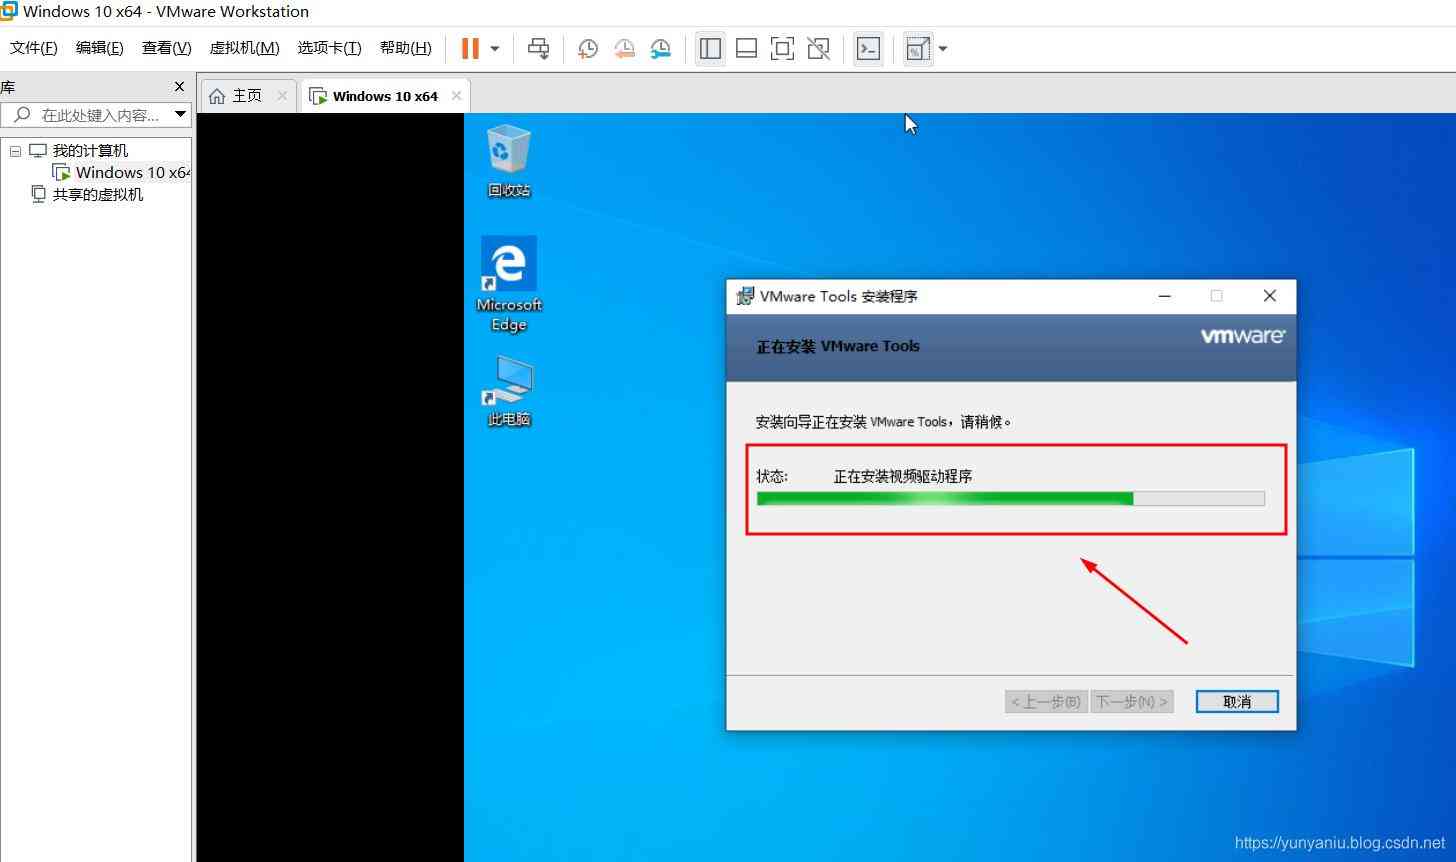 Windows 10 x64 - VMware Workstation
文件(F) 编辑(E) 查看(V) 虚拟机(M) 选项卡(T) 帮助(H)
库
在此处键入内容...
我的计算机
Windows 10 x64
共享的虚拟机
主页
Windows 10 x64
回收站
Microsoft
Edge
此电脑
VMware Tools 安装程序
正在安装 VMware Tools
vmware
安装向导正在安装 VMware Tools，请稍候。
状态: 正在安装视频驱动程序
< 上一步(B) 下一步(N) > 取消
https://yunyaniu.blog.csdn.net